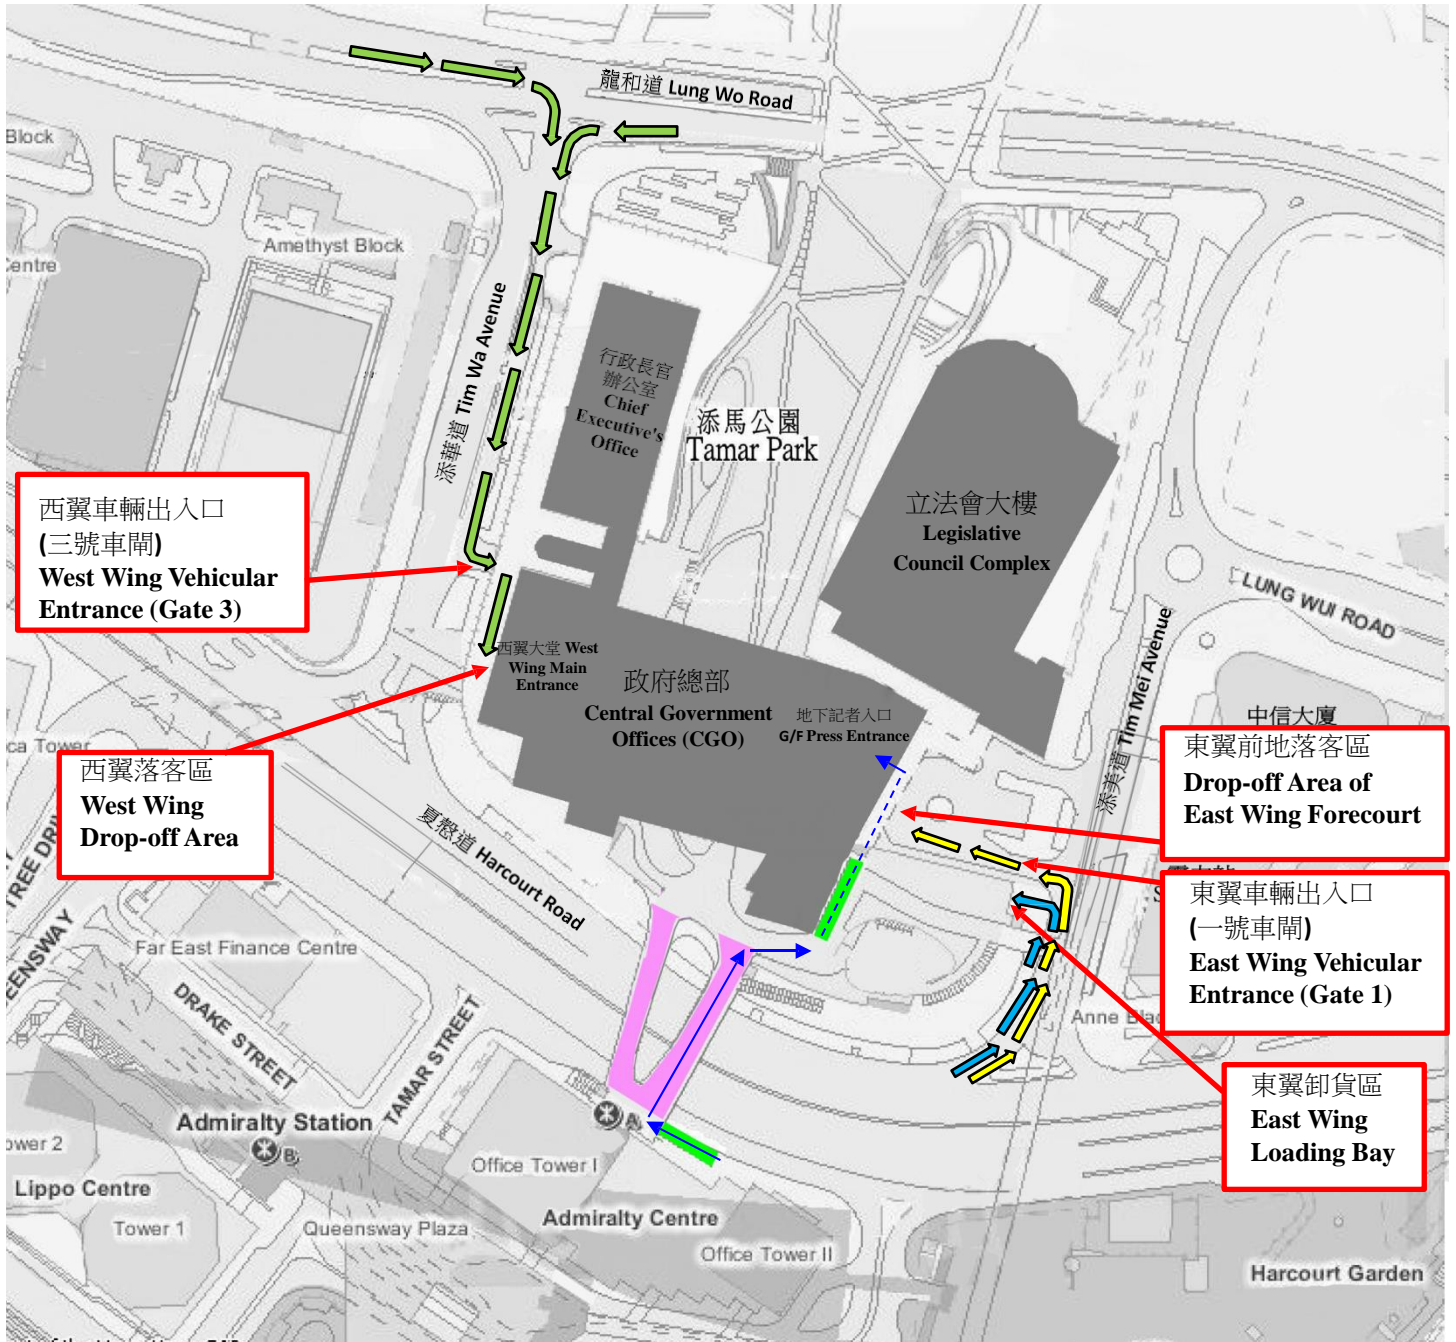 龍和道 Lung Wo Road
Block
Amethyst Block
Centre
添華道 Tim Wa Avenue
行政長官
辦公室
Chief
Executive's
Office
添馬公園
Tamar Park
立法會大樓
Legislative
Council Complex
西翼車輛出入口
(三號車閘)
West Wing Vehicular
Entrance (Gate 3)
LUNG WUI ROAD
添美道 Tim Mei Avenue
西翼大堂 West
Wing Main
Entrance
政府總部
Central Government
Offices (CGO)
地下記者入口
G/F Press Entrance
中信大廈
東翼前地落客區
Drop-off Area of
East Wing Forecourt
ca Tower
西翼落客區
West Wing
Drop-off Area
夏慤道 Harcourt Road
東翼車輛出入口
(一號車閘)
East Wing Vehicular
Entrance (Gate 1)
TREE DRI
EENSWAY
Far East Finance Centre
DRAKE STREET
TAMAR STREET
Anne Blac
東翼卸貨區
East Wing
Loading Bay
Admiralty Station
B
A
ower 2
Office Tower I
Lippo Centre
Tower 1
Queensway Plaza
Admiralty Centre
Office Tower II
Harcourt Garden